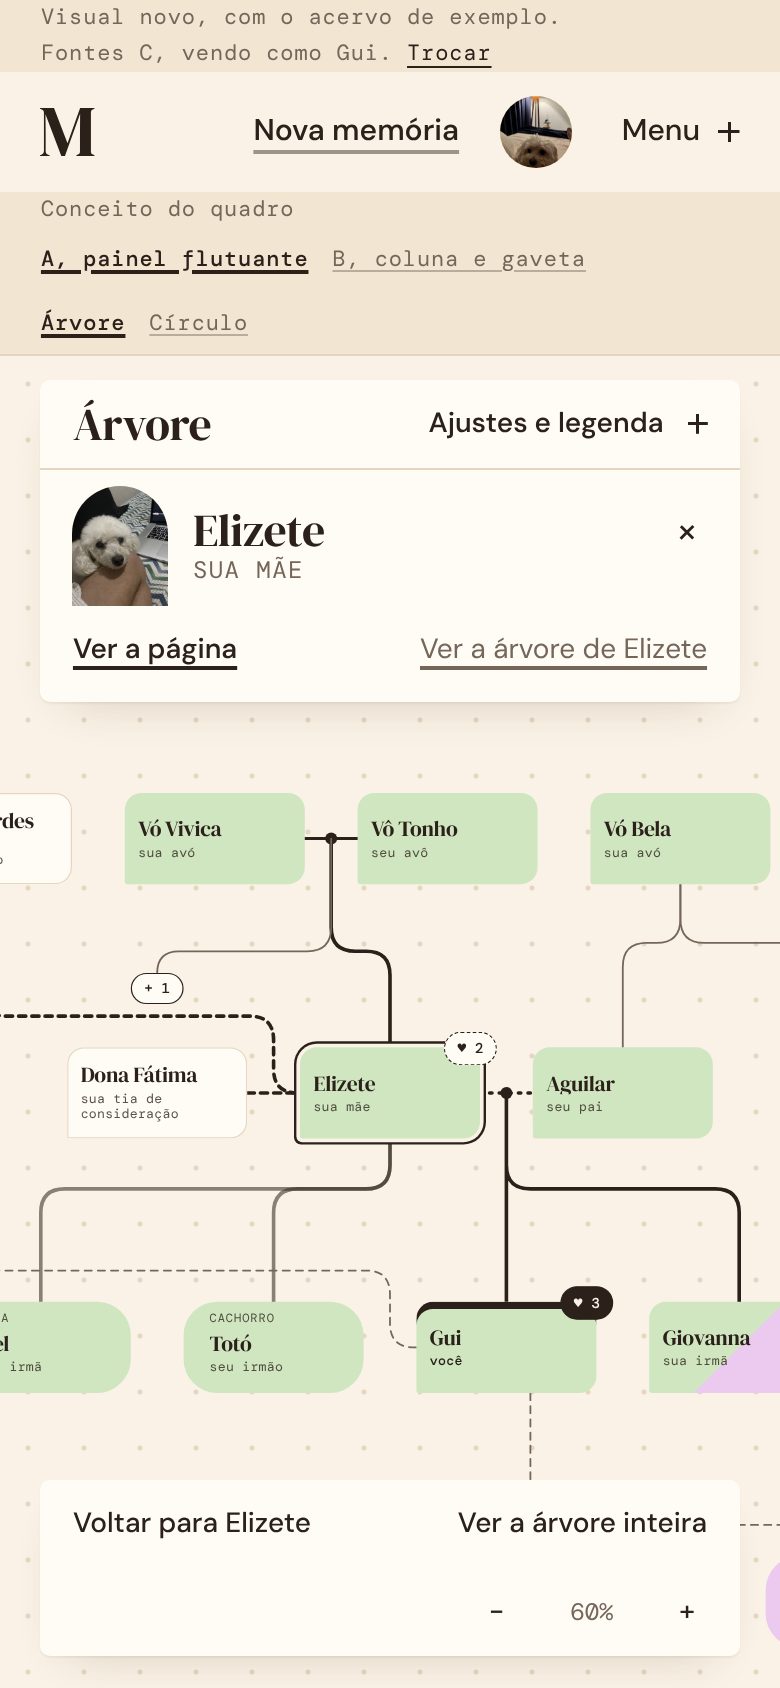 Visual novo, com o acervo de exemplo.
Fontes C, vendo como Gui. Trocar
M
Nova memória
Menu +
Conceito do quadro
A, painel flutuante B, coluna e gaveta
Árvore Círculo
Árvore
Ajustes e legenda +
Elizete ×
SUA MÃE
Ver a página
Ver a árvore de Elizete
rdes
o
Vó Vivica
sua avó
Vô Tonho
seu avô
Vó Bela
sua avó
+ 1
Dona Fátima
sua tia de
consideração
♥ 2
Elizete
sua mãe
Aguilar
seu pai
A
el
irmã
CACHORRO
Totó
seu irmão
♥ 3
Gui
você
Giovanna
sua irmã
Voltar para Elizete
Ver a árvore inteira
− 60% +